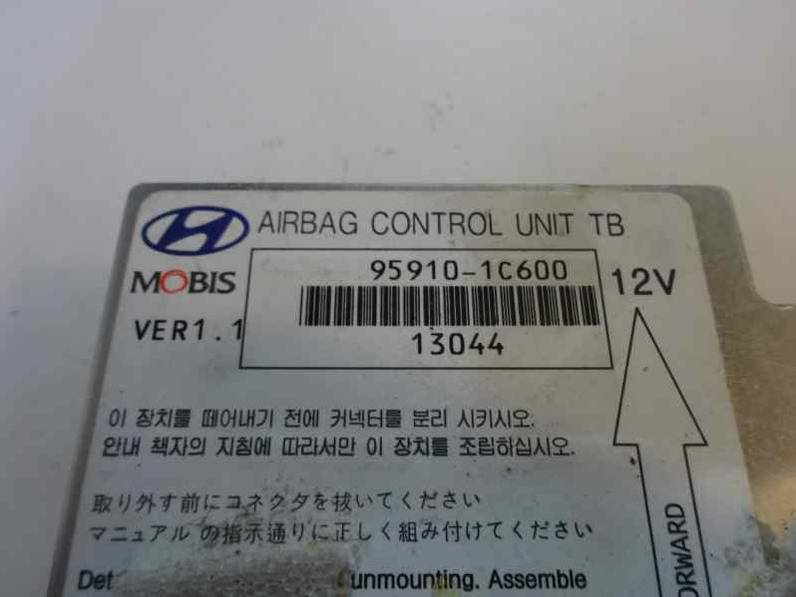 AIRBAG CONTROL UNIT TB
MOBIS
95910-1C600
12V
VER1.1
13044
이 장치를 떼어내기 전에 커넥터를 분리 시키시오.
안내 책자의 지침에 따라서만 이 장치를 조립하십시오.
取り外す前にコネクタを抜いてください
マニュアル の指示通りに正しく組み付けてください
unmounting. Assemble